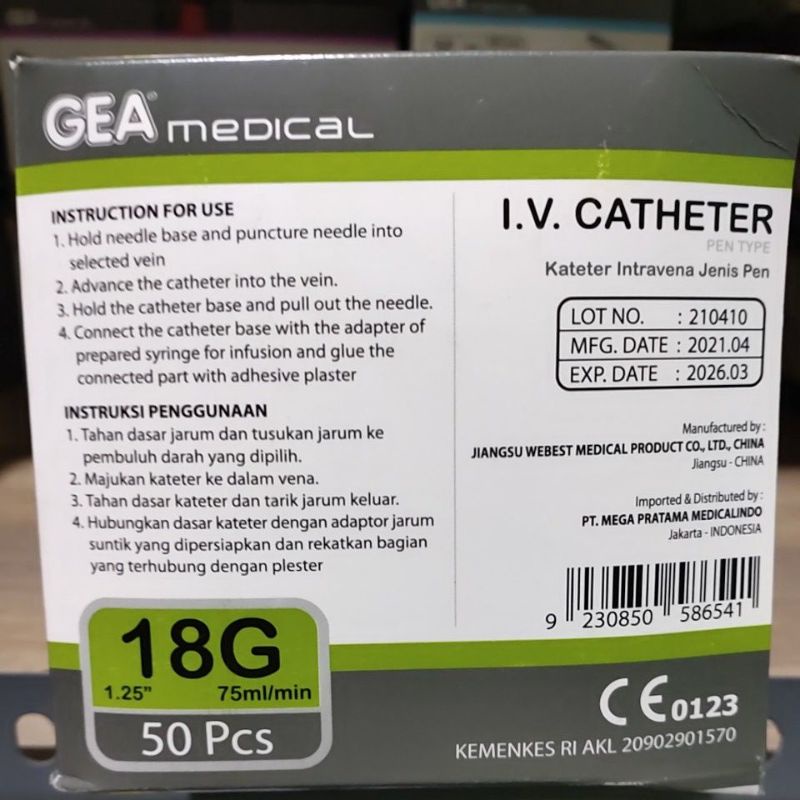 GEA® medical
INSTRUCTION FOR USE
1. Hold needle base and puncture needle into
selected vein
2. Advance the catheter into the vein.
3. Hold the catheter base and pull out the needle.
4. Connect the catheter base with the adapter of
prepared syringe for infusion and glue the
connected part with adhesive plaster
INSTRUKSI PENGGUNAAN
1. Tahan dasar jarum dan tusukan jarum ke
pembuluh darah yang dipilih.
2. Majukan kateter ke dalam vena.
3. Tahan dasar kateter dan tarik jarum keluar.
4. Hubungkan dasar kateter dengan adaptor jarum
suntik yang dipersiapkan dan rekatkan bagian
yang terhubung dengan plester
18G
1.25" 75ml/min
50 Pcs
I.V. CATHETER
PEN TYPE
Kateter Intravena Jenis Pen
LOT NO. : 210410
MFG. DATE : 2021.04
EXP. DATE : 2026.03
Manufactured by :
JIANGSU WEBEST MEDICAL PRODUCT CO., LTD., CHINA
Jiangsu - CHINA
Imported & Distributed by :
PT. MEGA PRATAMA MEDICALINDO
Jakarta - INDONESIA
9 230850 586541
CE 0123
KEMENKES RI AKL 20902901570